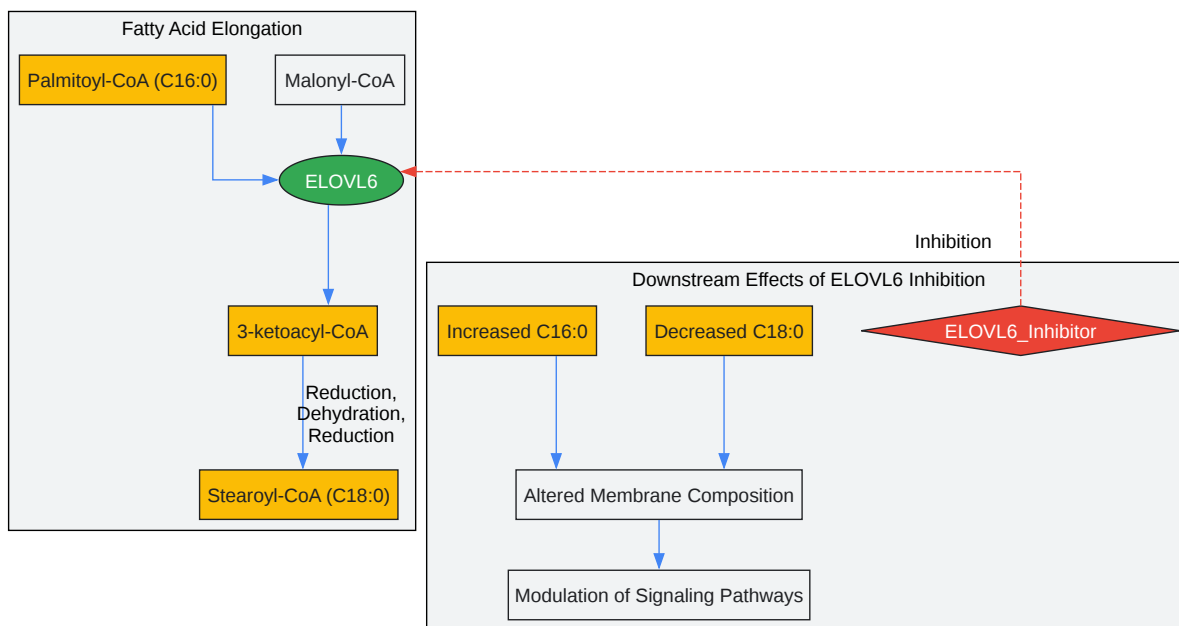 Fatty Acid Elongation
Palmitoyl-CoA (C16:0)
Malonyl-CoA
ELOVL6
3-ketoacyl-CoA
Reduction,
Dehydration,
Reduction
Stearoyl-CoA (C18:0)
Inhibition
Downstream Effects of ELOVL6 Inhibition
Increased C16:0
Decreased C18:0
ELOVL6_Inhibitor
Altered Membrane Composition
Modulation of Signaling Pathways